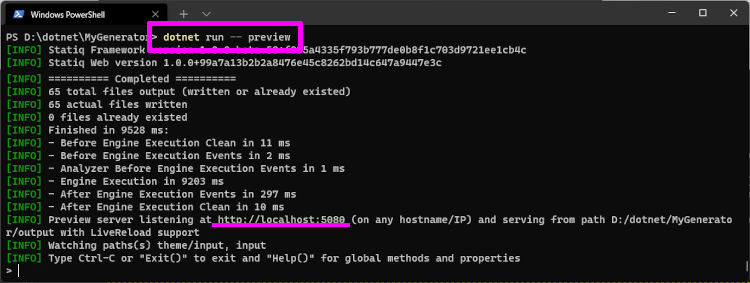 Windows PowerShell
PS D:\dotnet\MyGenerator> dotnet run -- preview
[INFO] Statiq Framework version
[INFO] Statiq Web version 1.0.0+99a7a13b2b2a8476e45c8262bd14c647a9447e3c
[INFO] ========== Completed ==========
[INFO] 65 total files output (written or already existed)
[INFO] 65 actual files written
[INFO] 0 files already existed
[INFO] Finished in 9528 ms:
[INFO] - Before Engine Execution Clean in 11 ms
[INFO] - Before Engine Execution Events in 2 ms
[INFO] - Analyzer Before Engine Execution Events in 1 ms
[INFO] - Engine Execution in 9203 ms
[INFO] - After Engine Execution Events in 297 ms
[INFO] - After Engine Execution Clean in 10 ms
[INFO] Preview server listening at http://localhost:5080 (on any hostname/IP) and serving from path D:/dotnet/MyGenerato
r/output with LiveReload support
[INFO] Watching paths(s) theme/input, input
[INFO] Type Ctrl-C or "Exit()" to exit and "Help()" for global methods and properties
>